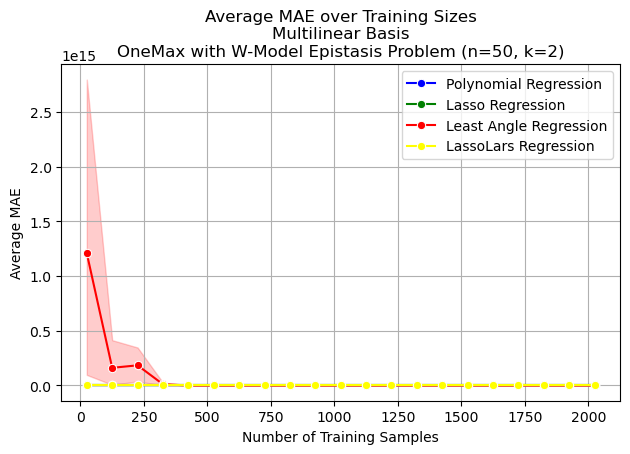 Average MAE over Training Sizes
Multilinear Basis
OneMax with W-Model Epistasis Problem (n=50, k=2)
1e15
Polynomial Regression
Lasso Regression
Least Angle Regression
LassoLars Regression
2.5
2.0
1.5
1.0
0.5
0.0
Average MAE
0 250 500 750 1000 1250 1500 1750 2000
Number of Training Samples